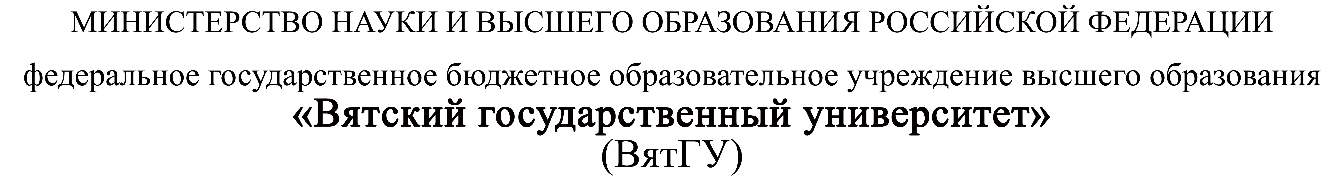 МИНИСТЕРСТВО НАУКИ И ВЫСШЕГО ОБРАЗОВАНИЯ РОССИЙСКОЙ ФЕДЕРАЦИИ
федеральное государственное бюджетное образовательное учреждение высшего образования
«Вятский государственный университет»
(ВятГУ)